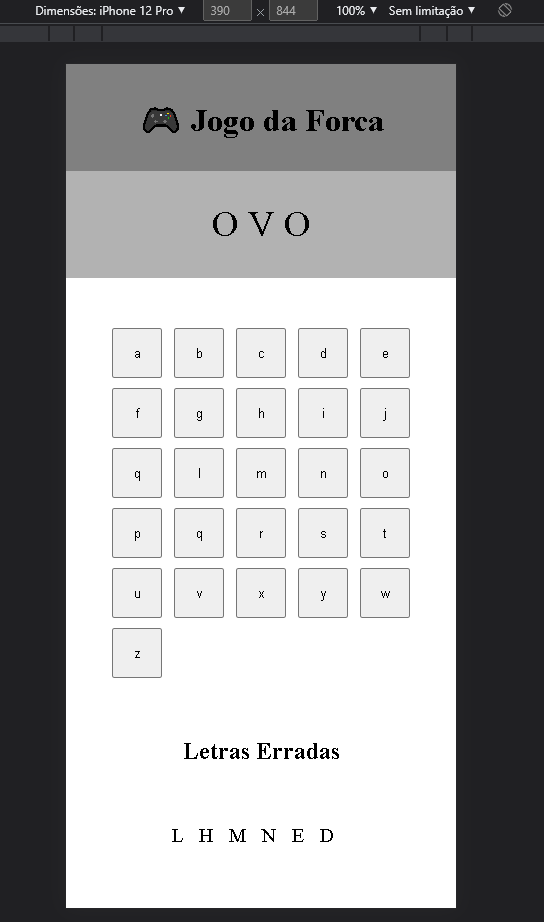 Dimensões: iPhone 12 Pro ▼ 390 × 844 100% ▼ Sem limitação ▼
🎮 Jogo da Forca
O V O
a b c d e
f g h i j
q l m n o
p q r s t
u v x y w
z
Letras Erradas
L H M N E D